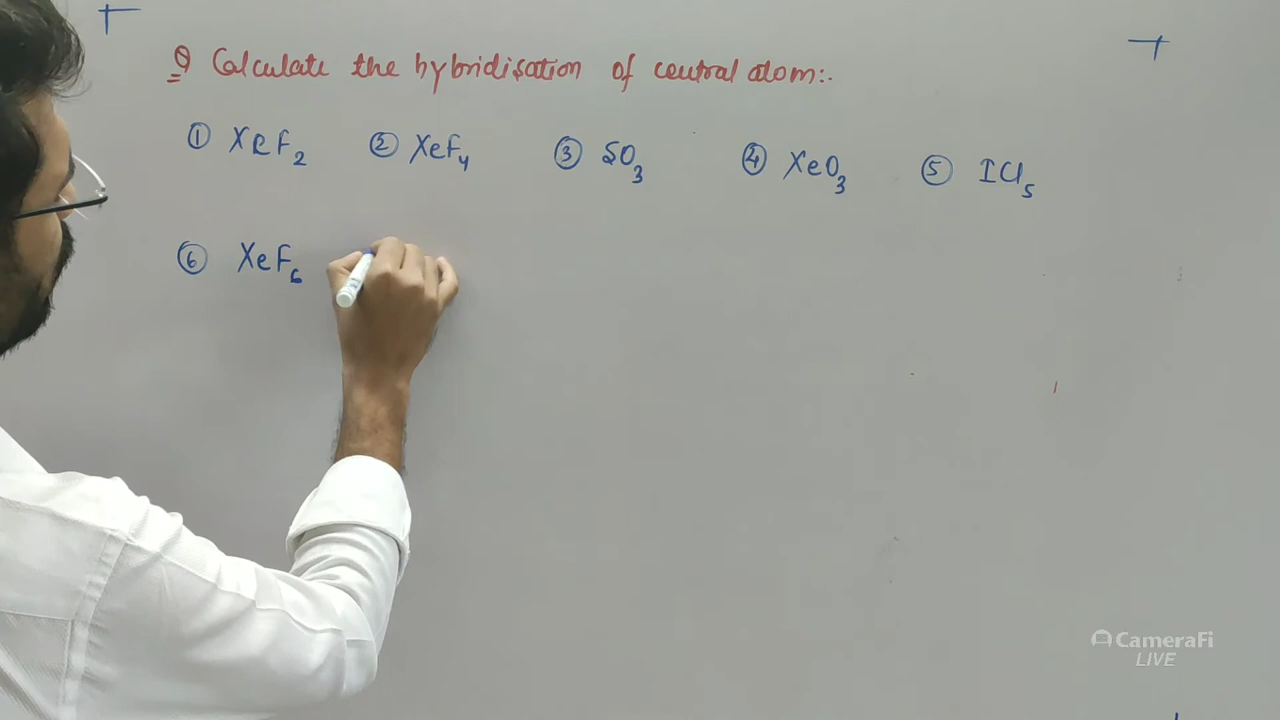 Q Calculate the hybridisation of central atom:.
① XeF₂ ② XeF₄ ③ SO₃ ④ XeO₃ ⑤ ICl₅
⑥ XeF₆
CameraFi
LIVE